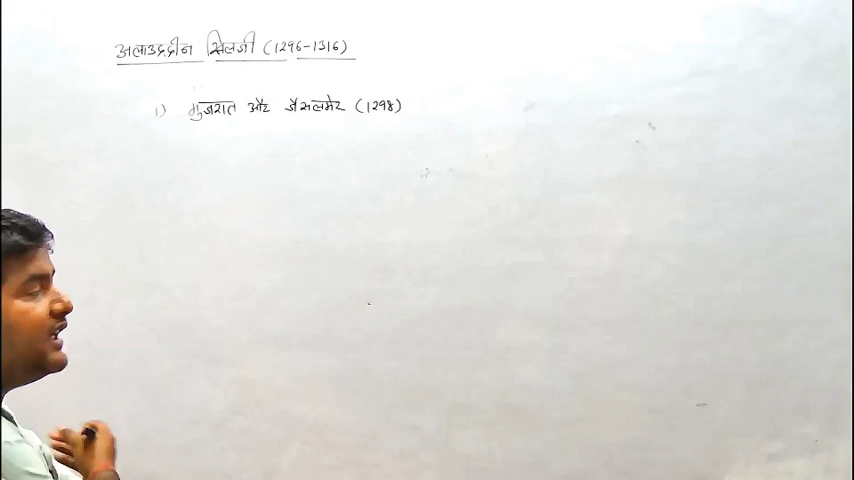 अलाउद्दीन खिलजी (1296-1316)
1) गुजरात और जैसलमेर (1298)